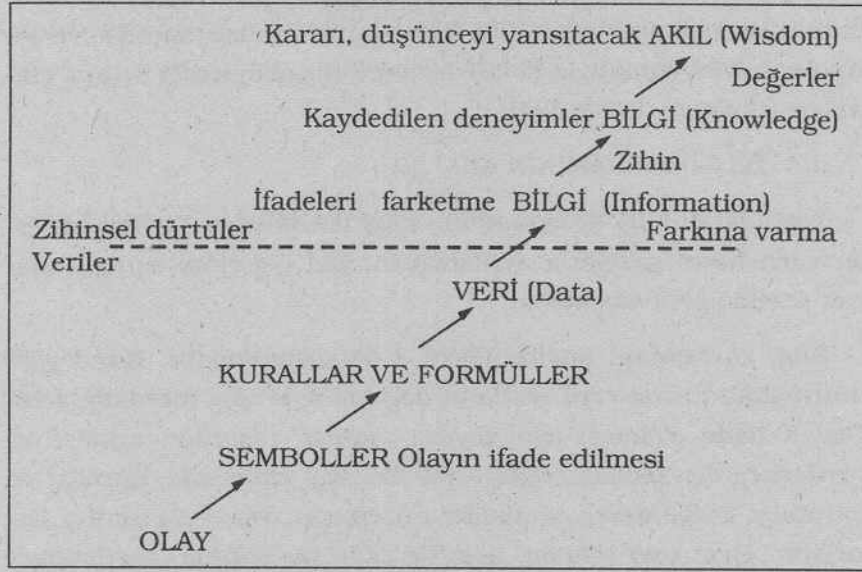 Kararı, düşünceyi yansıtacak AKIL (Wisdom)
Değerler
Kaydedilen deneyimler BİLGİ (Knowledge)
Zihin
İfadeleri farketme BİLGİ (Information)
Zihinsel dürtüler Farkına varma
Veriler
VERİ (Data)
KURALLAR VE FORMÜLLER
SEMBOLLER Olayın ifade edilmesi
OLAY